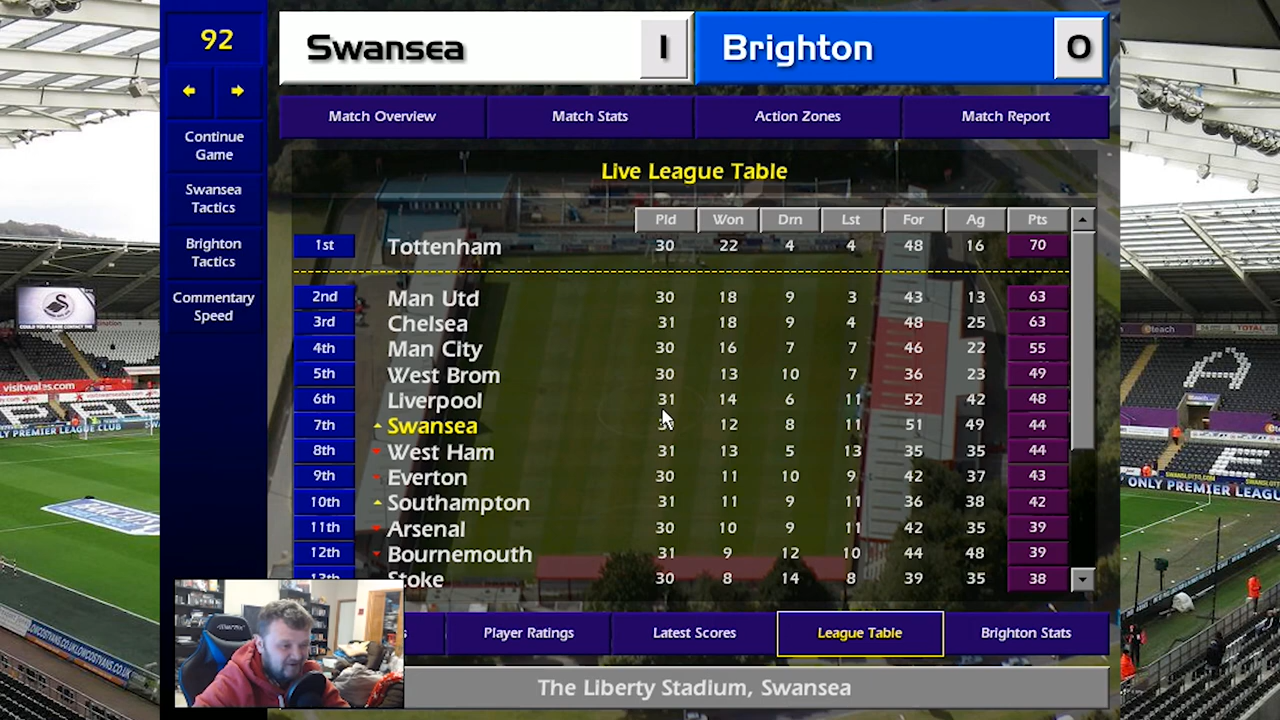 92
Swansea 1 Brighton 0
Match Overview Match Stats Action Zones Match Report
Continue Game
Swansea Tactics
Brighton Tactics
Commentary Speed
Live League Table
Pld Won Drn Lst For Ag Pts
1st Tottenham 30 22 4 4 48 16 70
2nd Man Utd 30 18 9 3 43 13 63
3rd Chelsea 31 18 9 4 48 25 63
4th Man City 30 16 7 7 46 22 55
5th West Brom 30 13 10 7 36 23 49
6th Liverpool 31 14 6 11 52 42 48
7th Swansea 12 8 11 51 49 44
8th West Ham 31 13 5 13 35 35 44
9th Everton 30 11 10 9 42 37 43
10th Southampton 31 11 9 11 36 38 42
11th Arsenal 30 10 9 11 42 35 39
12th Bournemouth 31 9 12 10 44 48 39
13th Stoke 30 8 14 8 39 35 38
Player Ratings Latest Scores League Table Brighton Stats
The Liberty Stadium, Swansea
visitwales.com
PREMIER LEAGUE CLUB
LOWCOSTVANS.CO.UK
eteach
A
E
ONLY PREMIER LEAGU